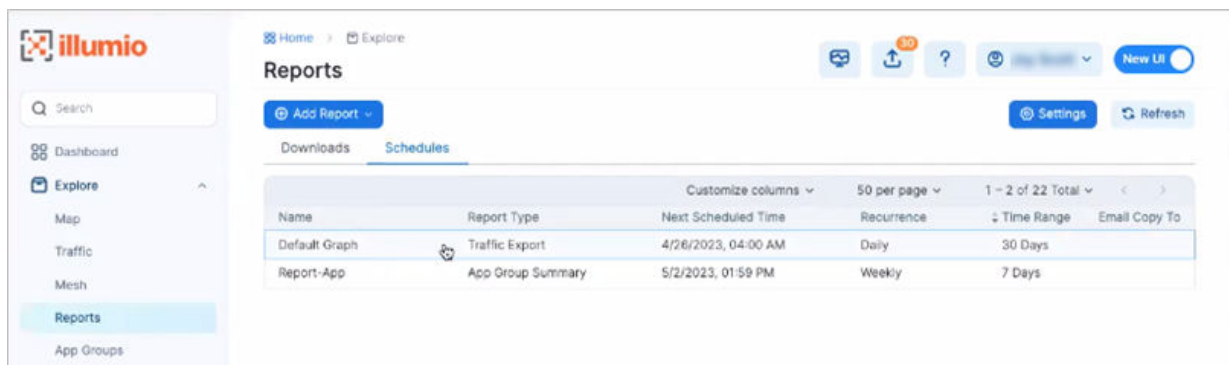 illumio
Home > Explore
Reports
30
?
New UI
Search
Add Report
Settings
Refresh
Dashboard
Downloads
Schedules
Explore
Customize columns
50 per page
1 – 2 of 22 Total
Map
Name
Report Type
Next Scheduled Time
Recurrence
Time Range
Email Copy To
Traffic
Default Graph
Traffic Export
4/26/2023, 04:00 AM
Daily
30 Days
Mesh
Report-App
App Group Summary
5/2/2023, 01:59 PM
Weekly
7 Days
Reports
App Groups